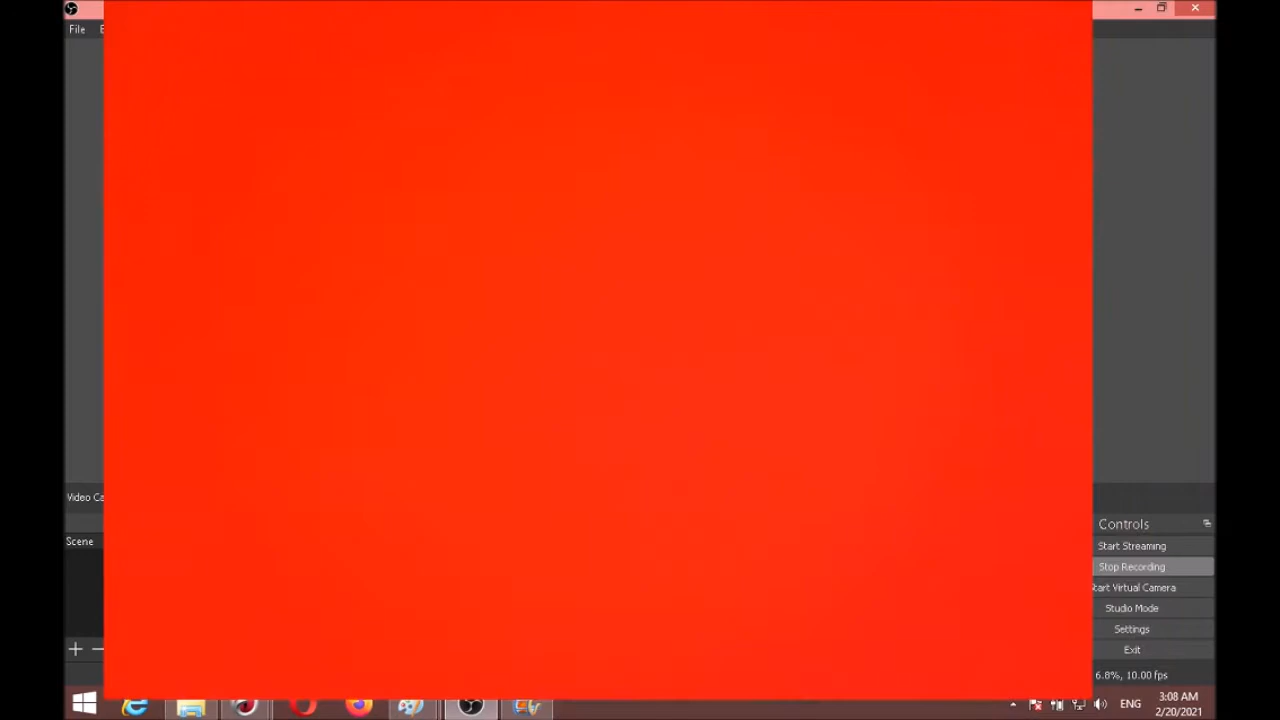 File
Video Ca
Controls
Scene
Start Streaming
Stop Recording
tart Virtual Camera
Studio Mode
Settings
Exit
6.8%, 10.00 fps
ENG
3:08 AM
2/20/2021